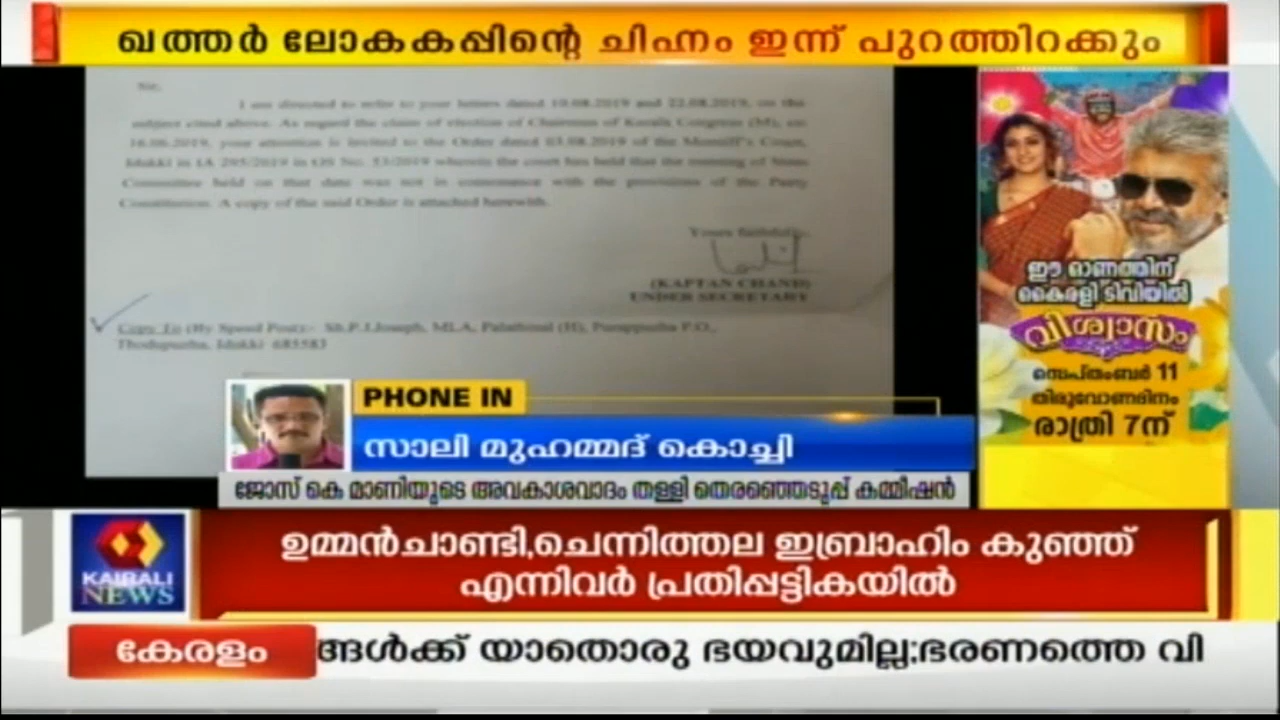 ഖത്തർ ലോകകപ്പിന്റെ ചിഹ്നം ഇന്ന് പുറത്തിറക്കും
Sir,
I am directed to refer to your letters dated 19.08.2019 and 22.08.2019, on the
subject cited above. As regard the claim of election of Chairman of Kerala Congress (M), on
16.06.2019, your attention is invited to the Order dated 03.08.2019 of the Munsiff's Court,
Idukki in IA 295/2019 in OS No. 53/2019 wherein the court has held that the meeting of State
Committee held on that date was not in consonance with the provisions of the Party
Constitution. A copy of the said Order is attached herewith.
Yours faithfully,
(KAPTAN CHAND)
UNDER SECRETARY
Copy To (By Speed Post):- Sh.P.J.Joseph, MLA, Palathinal (H), Purappuzha P.O.,
Thodupuzha, Idukki 685583
ഈ ഓണത്തിന്
കൈരളി ടിവിയിൽ
വിശ്വാസം
സെപ്തംബർ 11
തിരുവോണദിനം
രാത്രി 7ന്
PHONE IN
സാലി മുഹമ്മദ് കൊച്ചി
ജോസ് കെ മാണിയുടെ അവകാശവാദം തള്ളി തെരഞ്ഞെടുപ്പ് കമ്മീഷൻ
KAIRALI
NEWS
ഉമ്മൻചാണ്ടി,ചെന്നിത്തല ഇബ്രാഹിം കുഞ്ഞ്
എന്നിവർ പ്രതിപ്പട്ടികയിൽ
കേരളം
ങ്ങൾക്ക് യാതൊരു ഭയവുമില്ല;ഭരണത്തെ വി